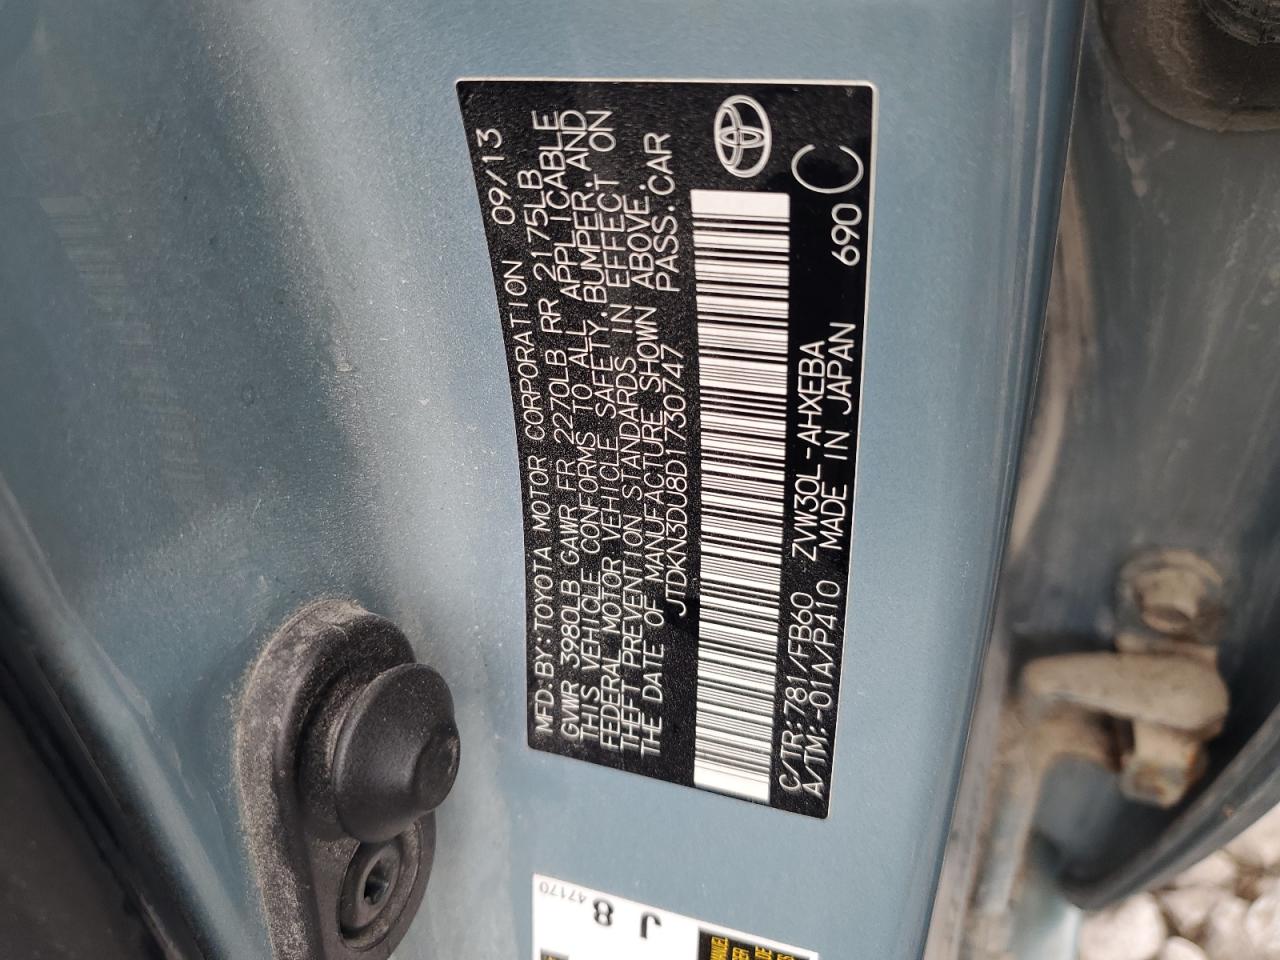 MFD.BY:TOYOTA MOTOR CORPORATION 09/13
GVWR 3980LB GAWR FR 2270LB RR 2175LB
THIS VEHICLE CONFORMS TO ALL APPLICABLE
FEDERAL MOTOR VEHICLE SAFETY.BUMPER.AND
THEFT PREVENTION STANDARDS IN EFFECT ON
THE DATE OF MANUFACTURE SHOWN ABOVE.
JTDKN3DU8D1730747 PASS.CAR
C/TR:781/FB60 ZVW30L-AHXEBA 690 C
A/TM:-01A/P410 MADE IN JAPAN
J 8
47170